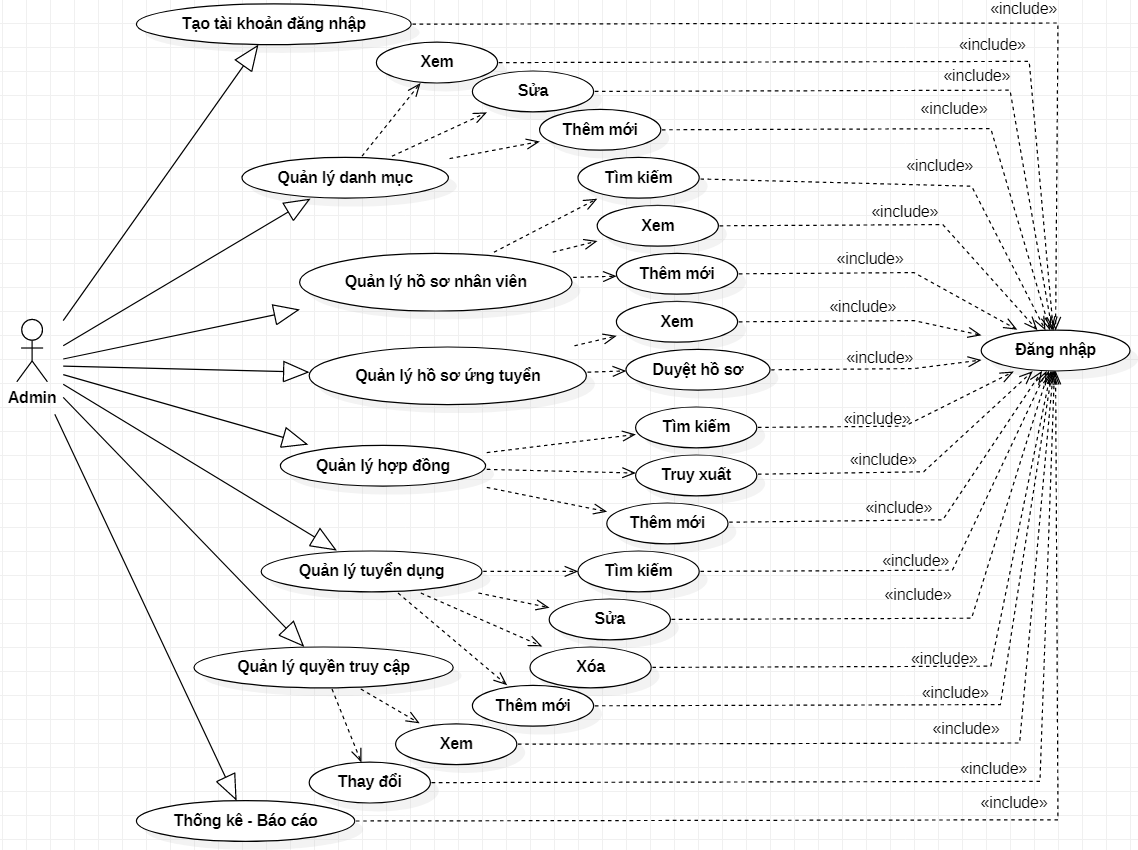 Tạo tài khoản đăng nhập
«include»
Xem
«include»
Sửa
«include»
Thêm mới
«include»
Quản lý danh mục
Tìm kiếm
«include»
Xem
«include»
Quản lý hồ sơ nhân viên
Thêm mới
«include»
Xem
«include»
Đăng nhập
Quản lý hồ sơ ứng tuyển
Duyệt hồ sơ
«include»
Admin
Tìm kiếm
«include»
Quản lý hợp đồng
Truy xuất
«include»
Thêm mới
«include»
Quản lý tuyển dụng
Tìm kiếm
«include»
Sửa
«include»
Quản lý quyền truy cập
Xóa
«include»
Thêm mới
«include»
Xem
«include»
Thay đổi
«include»
Thống kê - Báo cáo
«include»